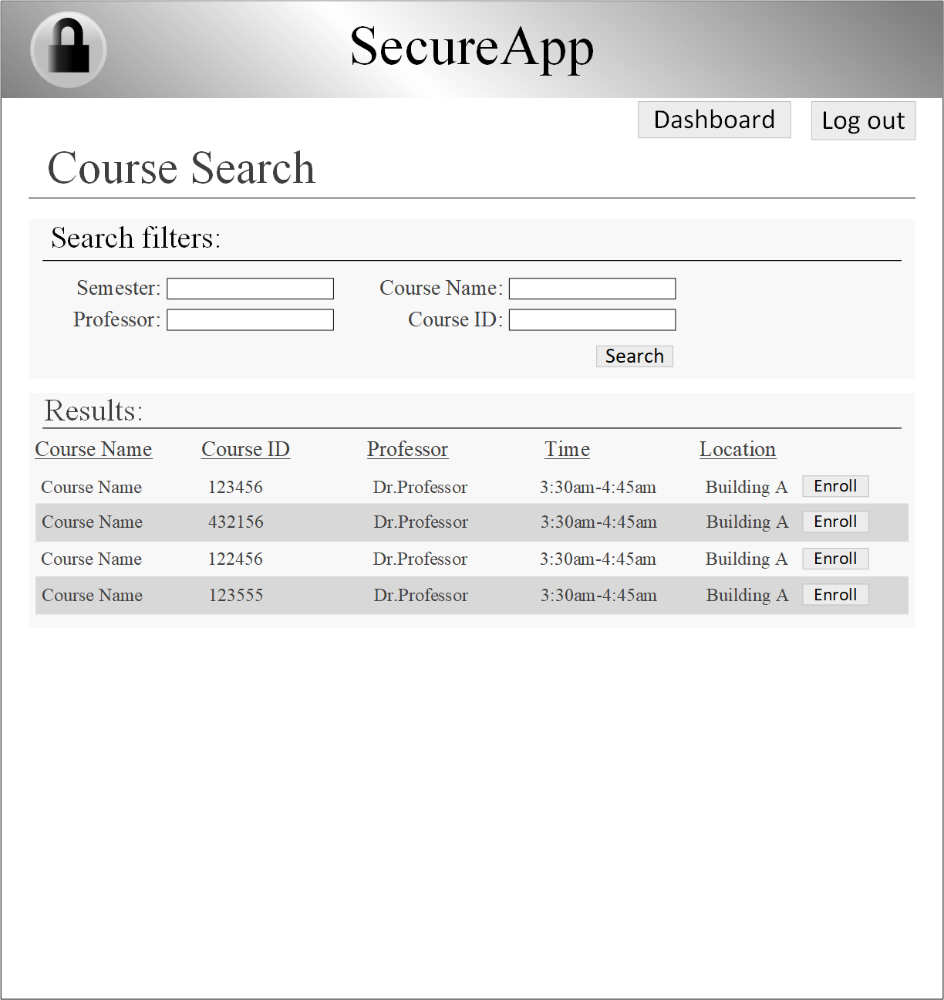 SecureApp
Dashboard Log out
Course Search
Search filters:
Semester: Course Name:
Professor: Course ID:
Search
Results:
Course Name Course ID Professor Time Location
Course Name 123456 Dr.Professor 3:30am-4:45am Building A Enroll
Course Name 432156 Dr.Professor 3:30am-4:45am Building A Enroll
Course Name 122456 Dr.Professor 3:30am-4:45am Building A Enroll
Course Name 123555 Dr.Professor 3:30am-4:45am Building A Enroll